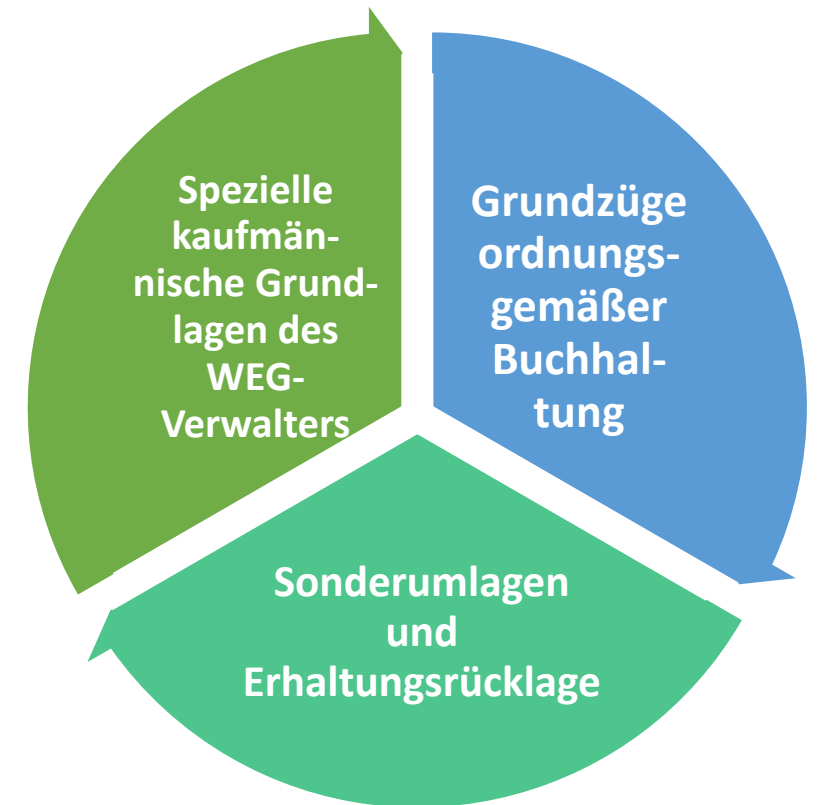 Spezielle
kaufmän-
nische Grund-
lagen des
WEG-
Verwalters
Grundzüge
ordnungs-
gemäßer
Buchhal-
tung
Sonderumlagen
und
Erhaltungsrücklage